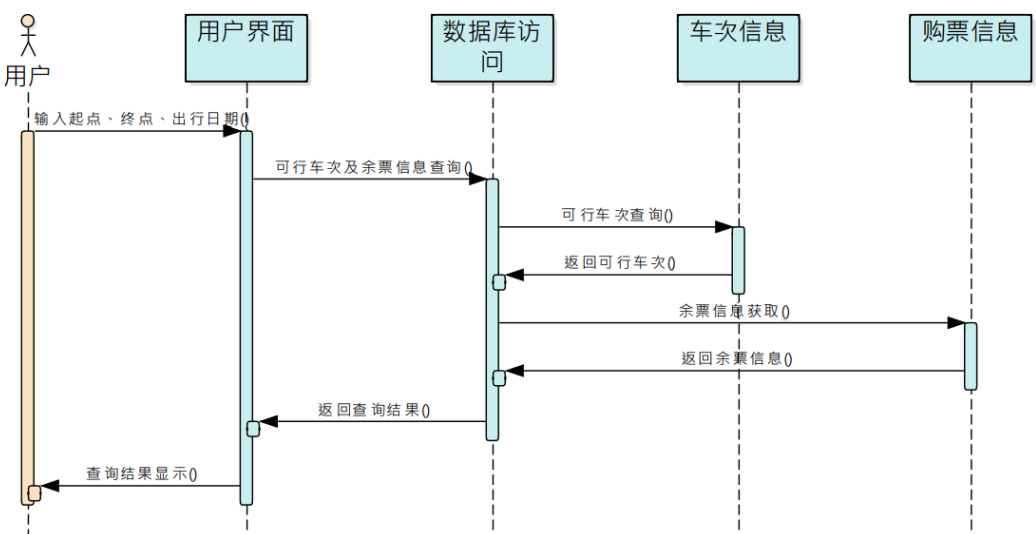 用户
用户界面
数据库访
问
车次信息
购票信息
输入起点、终点、出行日期()
可行车次及余票信息查询()
可行车次查询()
返回可行车次()
余票信息获取()
返回余票信息()
返回查询结果()
查询结果显示()